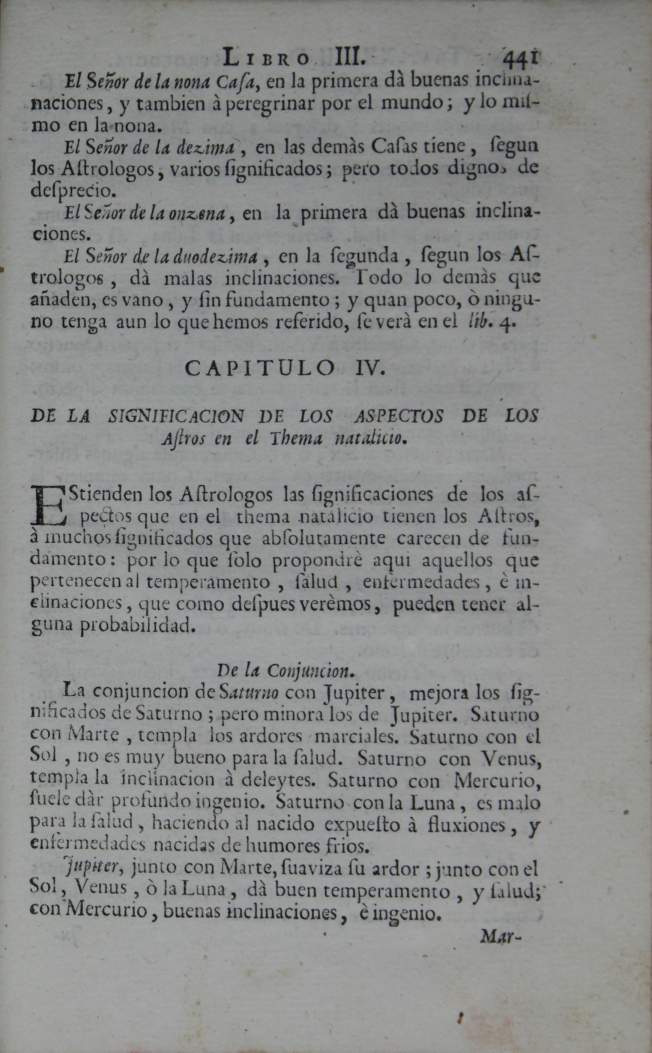 LIBRO III. 441
El Señor de la nona Caſa, en la primera dà buenas inclina-
naciones, y tambien à peregrinar por el mundo; y lo miſ-
mo en la nona.
El Señor de la dezima, en las demàs Caſas tiene, ſegun
los Aſtrologos, varios ſignificados; pero todos dignos de
deſprecio.
El Señor de la onzena, en la primera dà buenas inclina-
ciones.
El Señor de la duodezima, en la ſegunda, ſegun los Aſ-
trologos, dà malas inclinaciones. Todo lo demàs que
añaden, es vano, y ſin fundamento; y quan poco, ò ningu-
no tenga aun lo que hemos referido, ſe verà en el lib. 4.
CAPITULO IV.
DE LA SIGNIFICACION DE LOS ASPECTOS DE LOS
Aſtros en el Thema natalicio.
EStienden los Aſtrologos las ſignificaciones de los aſ-
pectos que en el thema natalicio tienen los Aſtros,
à muchos ſignificados que abſolutamente carecen de fun-
damento: por lo que ſolo propondrè aqui aquellos que
pertenecen al temperamento, ſalud, enfermedades, è in-
clinaciones, que como deſpues verèmos, pueden tener al-
guna probabilidad.
De la Conjuncion.
La conjuncion de Saturno con Jupiter, mejora los ſig-
nificados de Saturno; pero minora los de Jupiter. Saturno
con Marte, templa los ardores marciales. Saturno con el
Sol, no es muy bueno para la ſalud. Saturno con Venus,
templa la inclinacion à deleytes. Saturno con Mercurio,
ſuele dàr profundo ingenio. Saturno con la Luna, es malo
para la ſalud, haciendo al nacido expueſto à fluxiones, y
enfermedades nacidas de humores frios.
Jupiter, junto con Marte, ſuaviza ſu ardor; junto con el
Sol, Venus, ò la Luna, dà buen temperamento, y ſalud;
con Mercurio, buenas inclinaciones, è ingenio.
Mar-